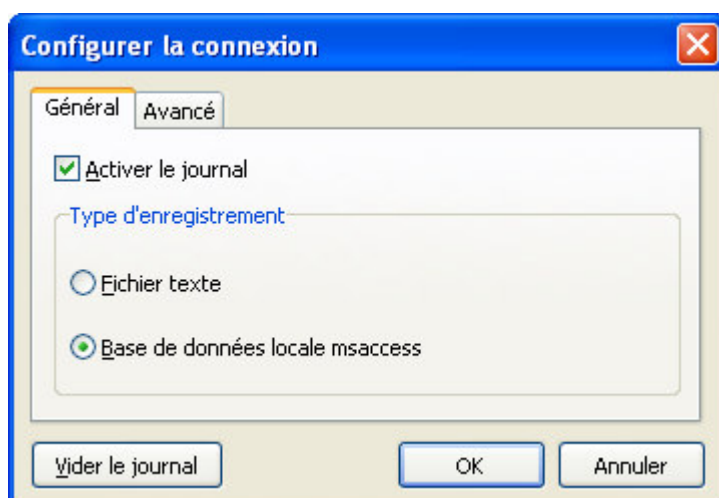 Configurer la connexion
Général Avancé
Activer le journal
Type d'enregistrement
Fichier texte
Base de données locale msaccess
Vider le journal OK Annuler